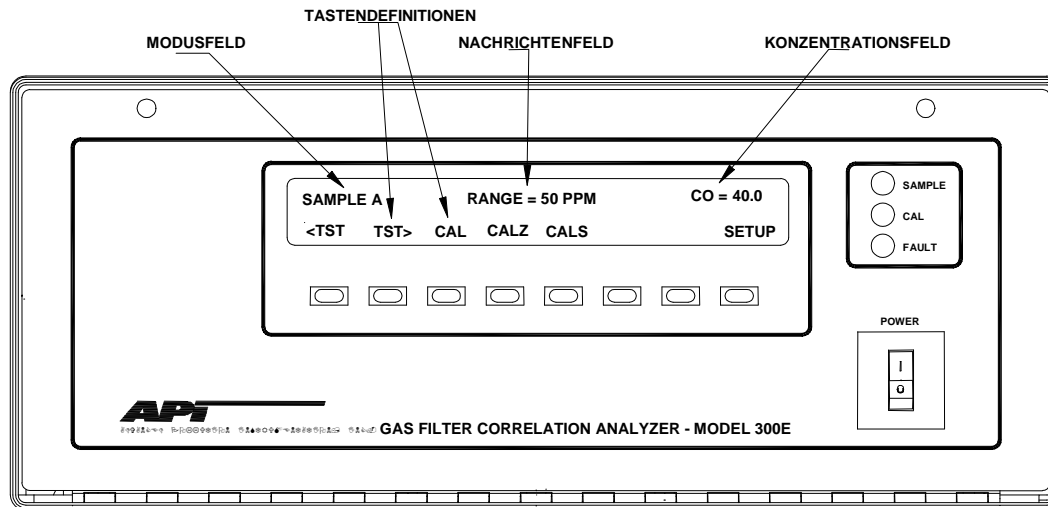 TASTENDEFINITIONEN
MODUSFELD NACHRICHTENFELD KONZENTRATIONSFELD
SAMPLE A RANGE = 50 PPM CO = 40.0
<TST TST> CAL CALZ CALS SETUP
SAMPLE
CAL
FAULT
POWER
I
O
API
GAS FILTER CORRELATION ANALYZER - MODEL 300E